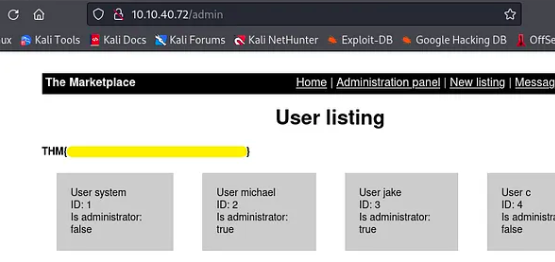 10.10.40.72/admin
ux Kali Tools Kali Docs Kali Forums Kali NetHunter Exploit-DB Google Hacking DB OffSe
The Marketplace Home | Administration panel | New listing | Messag
User listing
THM{ }
User system
ID: 1
Is administrator:
false
User michael
ID: 2
Is administrator:
true
User jake
ID: 3
Is administrator:
true
User c
ID: 4
Is administra
false